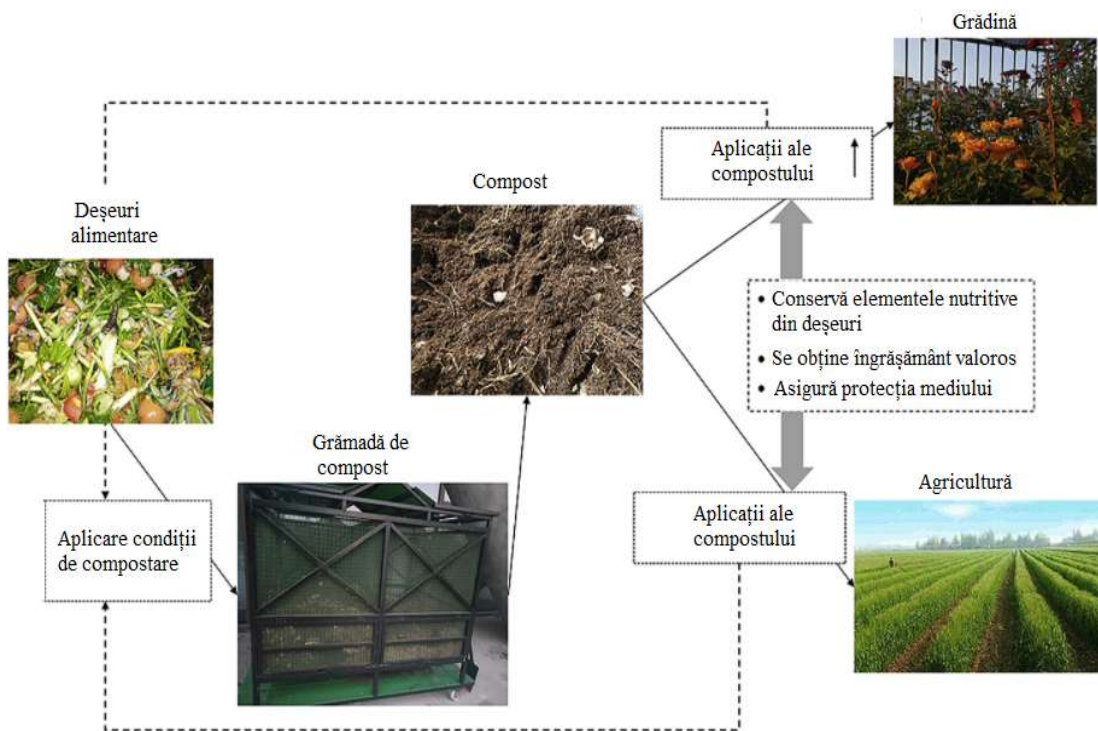 Grădină
Aplicații ale
compostului
Compost
Deșeuri
alimentare
• Conservă elementele nutritive
din deșeuri
• Se obține îngrășământ valoros
• Asigură protecția mediului
Grămadă de
compost
Agricultură
Aplicare condiții
de compostare
Aplicații ale
compostului